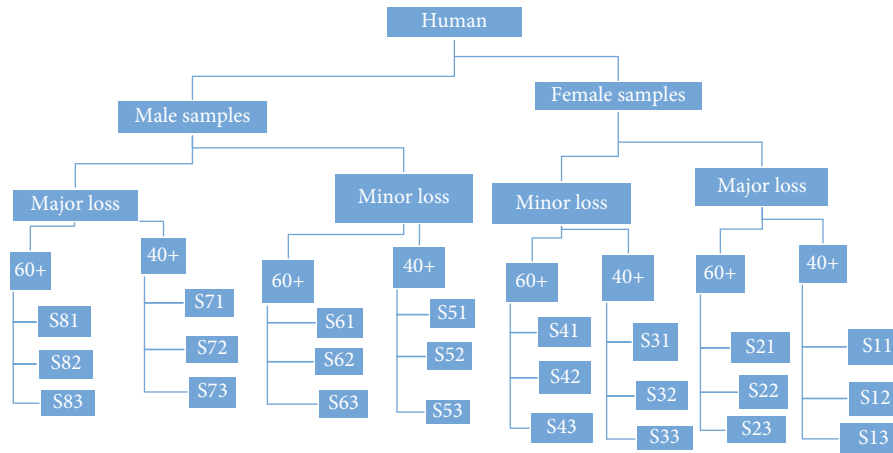 Human
Male samples
Female samples
Major loss
Minor loss
Minor loss
Major loss
60+
40+
60+
40+
60+
40+
60+
40+
S81
S82
S83
S71
S72
S73
S61
S62
S63
S51
S52
S53
S41
S42
S43
S31
S32
S33
S21
S22
S23
S11
S12
S13